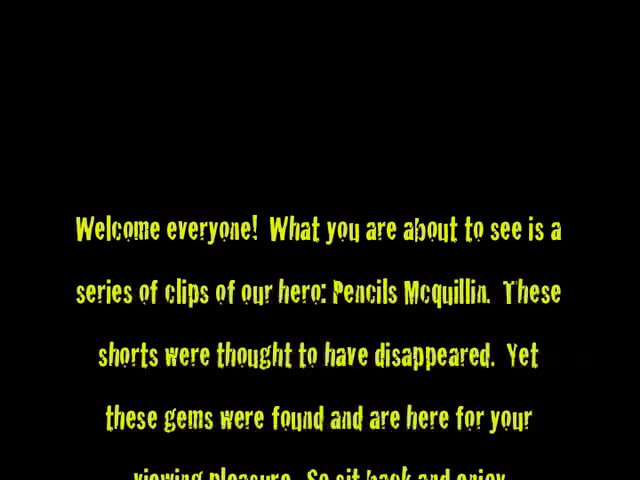 Welcome everyone! What you are about to see is a
series of clips of our hero: Pencils Mcquillin. These
shorts were thought to have disappeared. Yet
these gems were found and are here for your
viewing pleasure. So sit back and enjoy